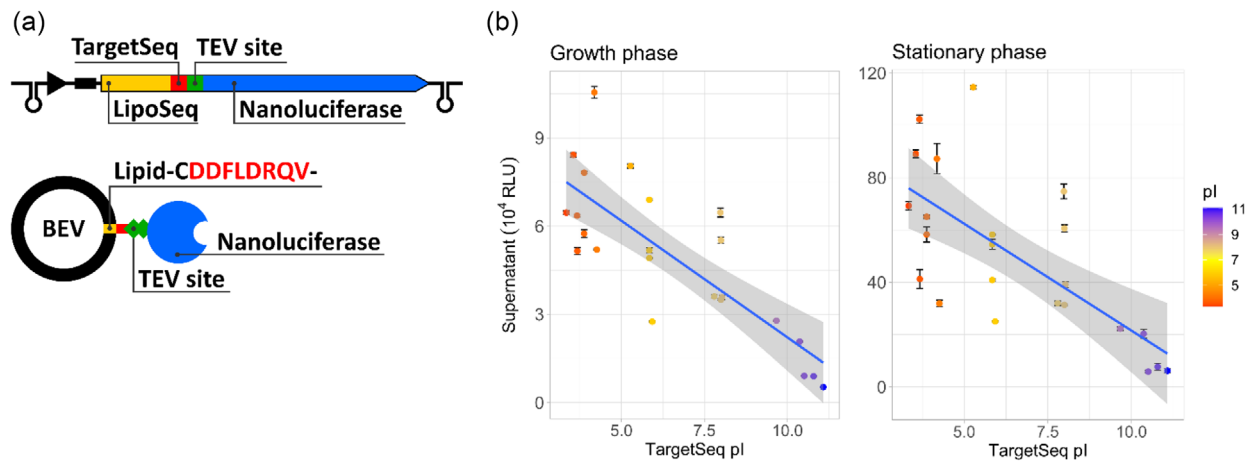 (a)
TargetSeq
TEV site
LipoSeq
Nanoluciferase
Lipid-CDDFLDRQV-
BEV
Nanoluciferase
TEV site
(b)
Growth phase
Supernatant (10⁴ RLU)
9
6
3
0
5.0
7.5
10.0
TargetSeq pI
Stationary phase
120
80
40
0
5.0
7.5
10.0
TargetSeq pI
pI
11
9
7
5